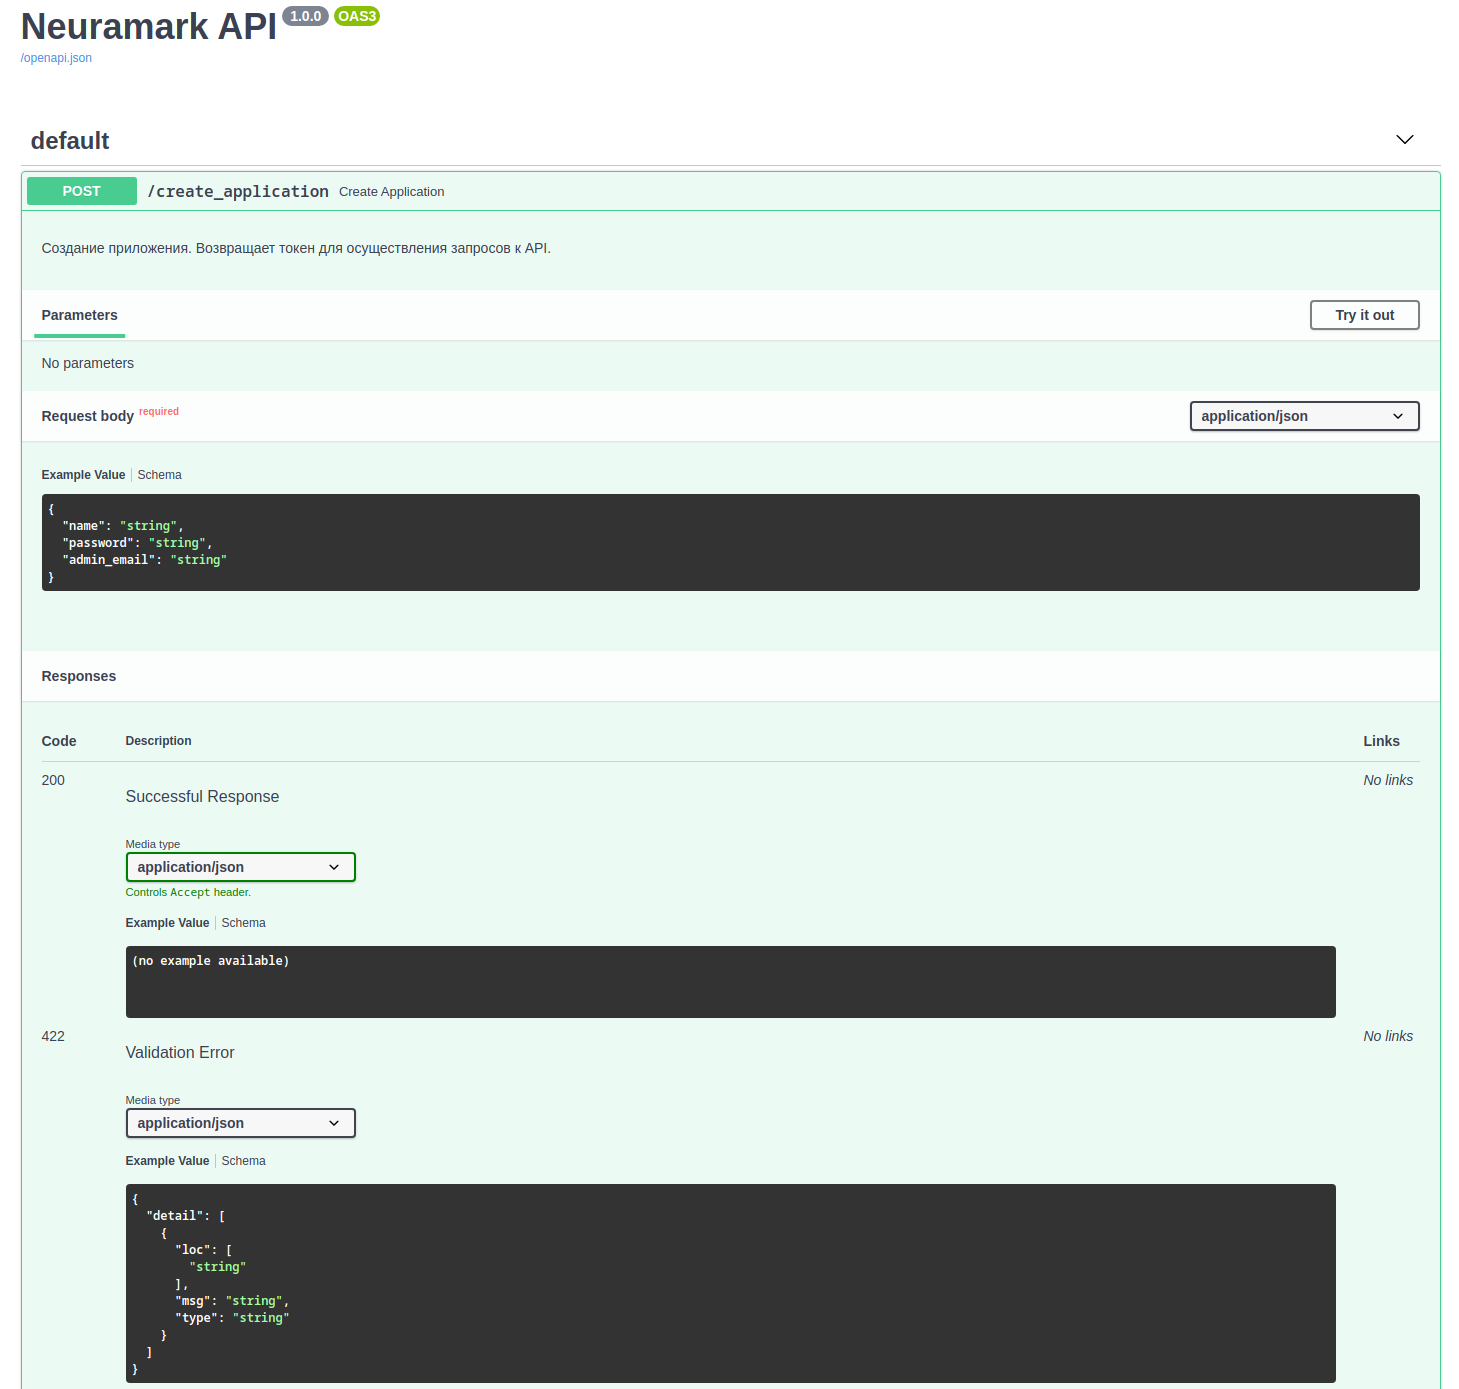 Neuramark API 1.0.0 OAS3
/openapi.json
default
POST /create_application Create Application
Создание приложения. Возвращает токен для осуществления запросов к API.
Parameters Try it out
No parameters
Request body required application/json
Example Value Schema
{
  "name": "string",
  "password": "string",
  "admin_email": "string"
}
Responses
Code Description Links
200 Successful Response No links
Media type
application/json
Controls Accept header.
Example Value Schema
(no example available)
422 Validation Error No links
Media type
application/json
Example Value Schema
{
  "detail": [
    {
      "loc": [
        "string"
      ],
      "msg": "string",
      "type": "string"
    }
  ]
}